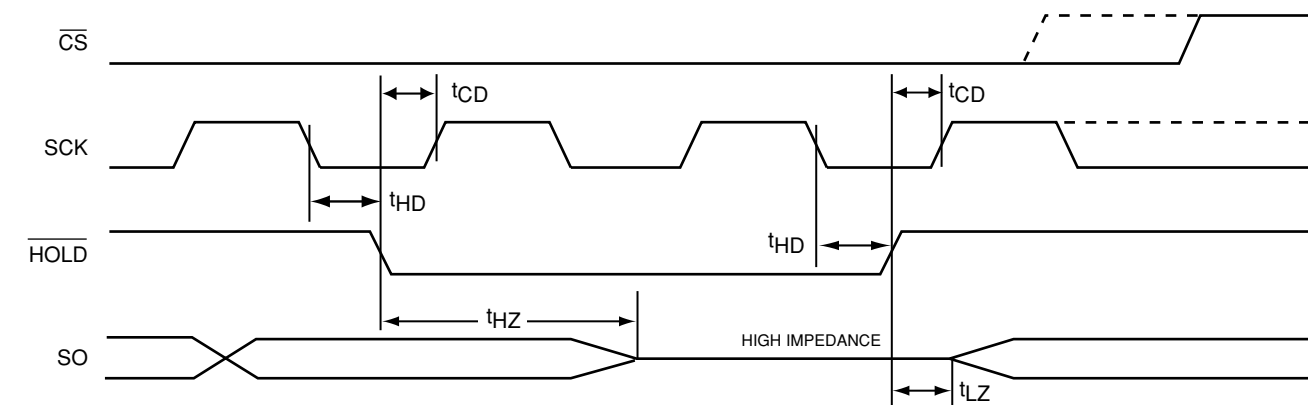 CS
tCD
tCD
SCK
tHD
HOLD
tHD
tHZ
HIGH IMPEDANCE
SO
tLZ